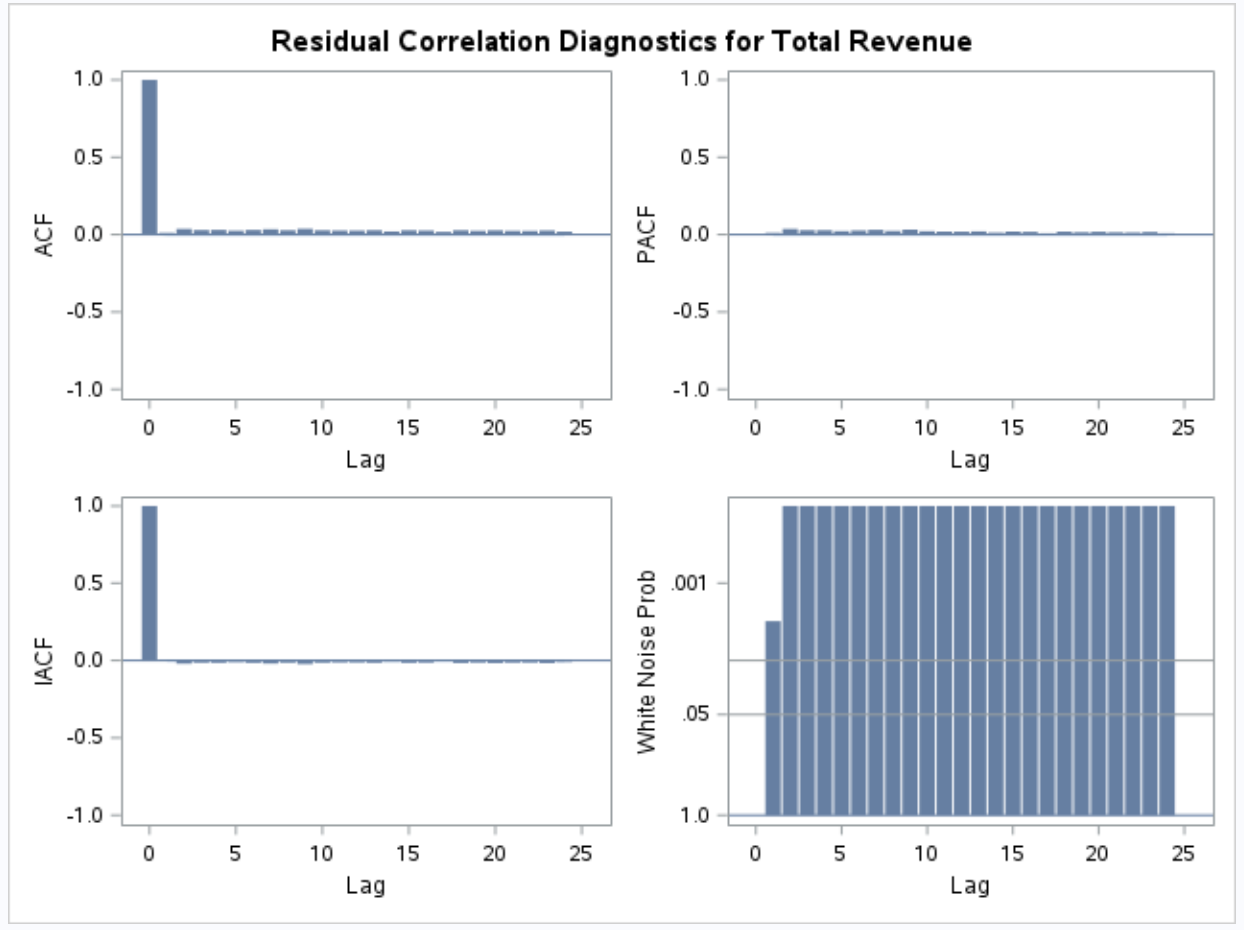 Residual Correlation Diagnostics for Total Revenue
1.0
0.5
0.0
-0.5
-1.0
ACF
0 5 10 15 20 25
Lag
1.0
0.5
0.0
-0.5
-1.0
PACF
0 5 10 15 20 25
Lag
1.0
0.5
0.0
-0.5
-1.0
IACF
0 5 10 15 20 25
Lag
.001
.05
1.0
White Noise Prob
0 5 10 15 20 25
Lag